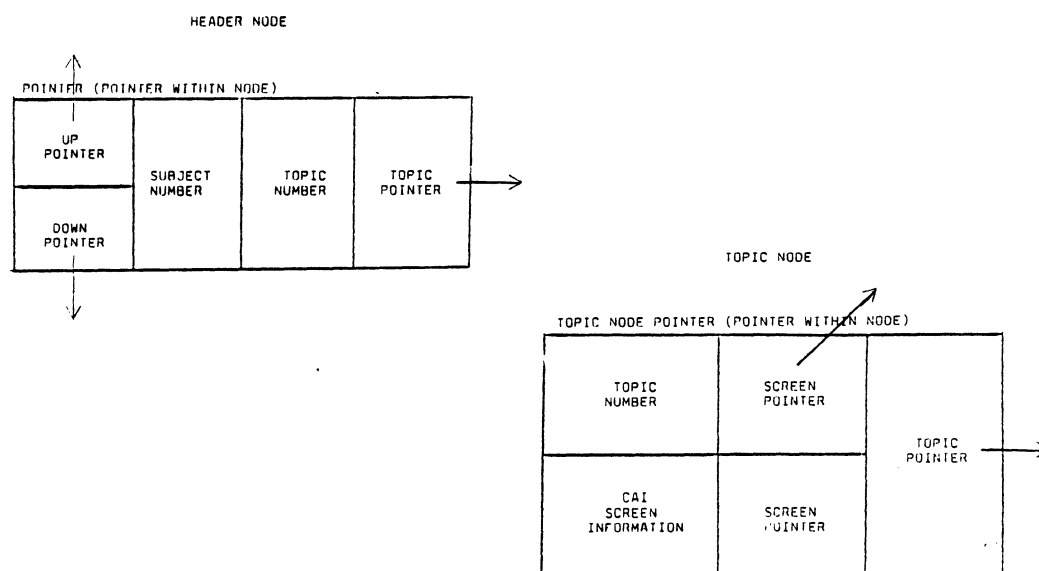 HEADER NODE
POINTER (POINTER WITHIN NODE)
UP
POINTER
DOWN
POINTER
SUBJECT
NUMBER
TOPIC
NUMBER
TOPIC
POINTER
TOPIC NODE
TOPIC NODE POINTER (POINTER WITHIN NODE)
TOPIC
NUMBER
SCREEN
POINTER
CAI
SCREEN
INFORMATION
SCREEN
POINTER
TOPIC
POINTER